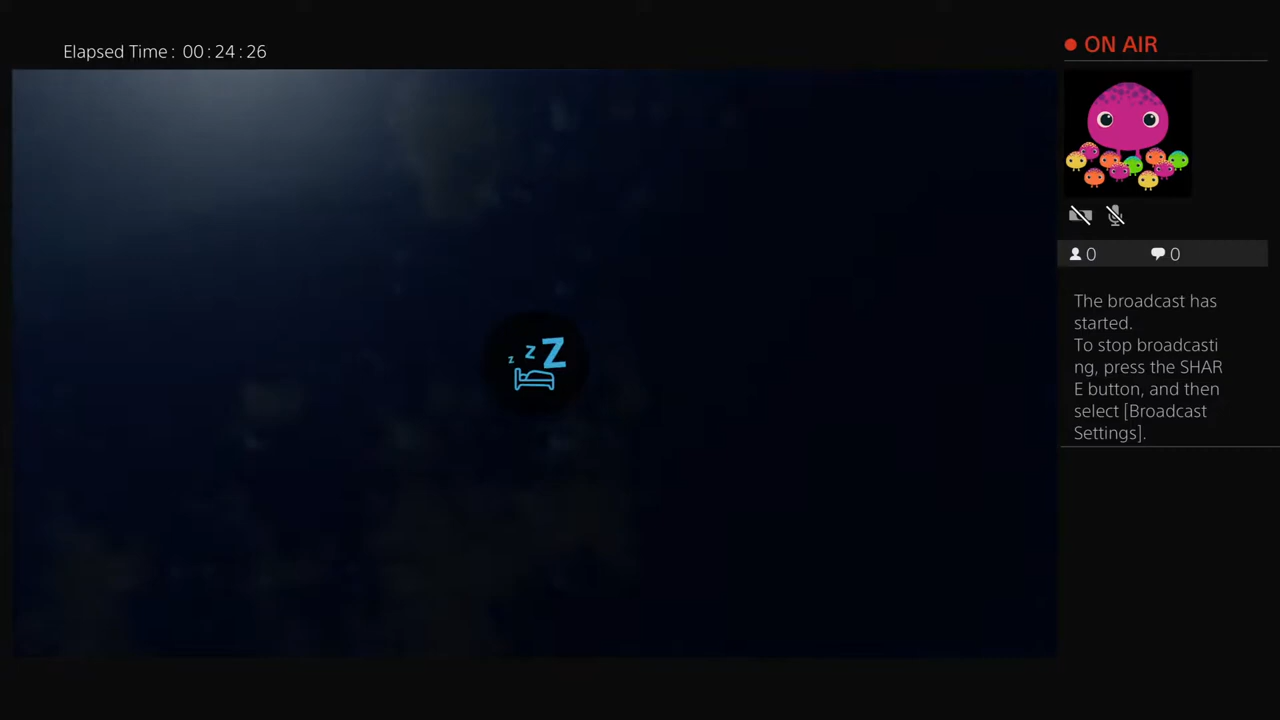 Elapsed Time: 00:24:26
ON AIR
z z Z
0 0
The broadcast has
started.
To stop broadcasti
ng, press the SHAR
E button, and then
select [Broadcast
Settings].